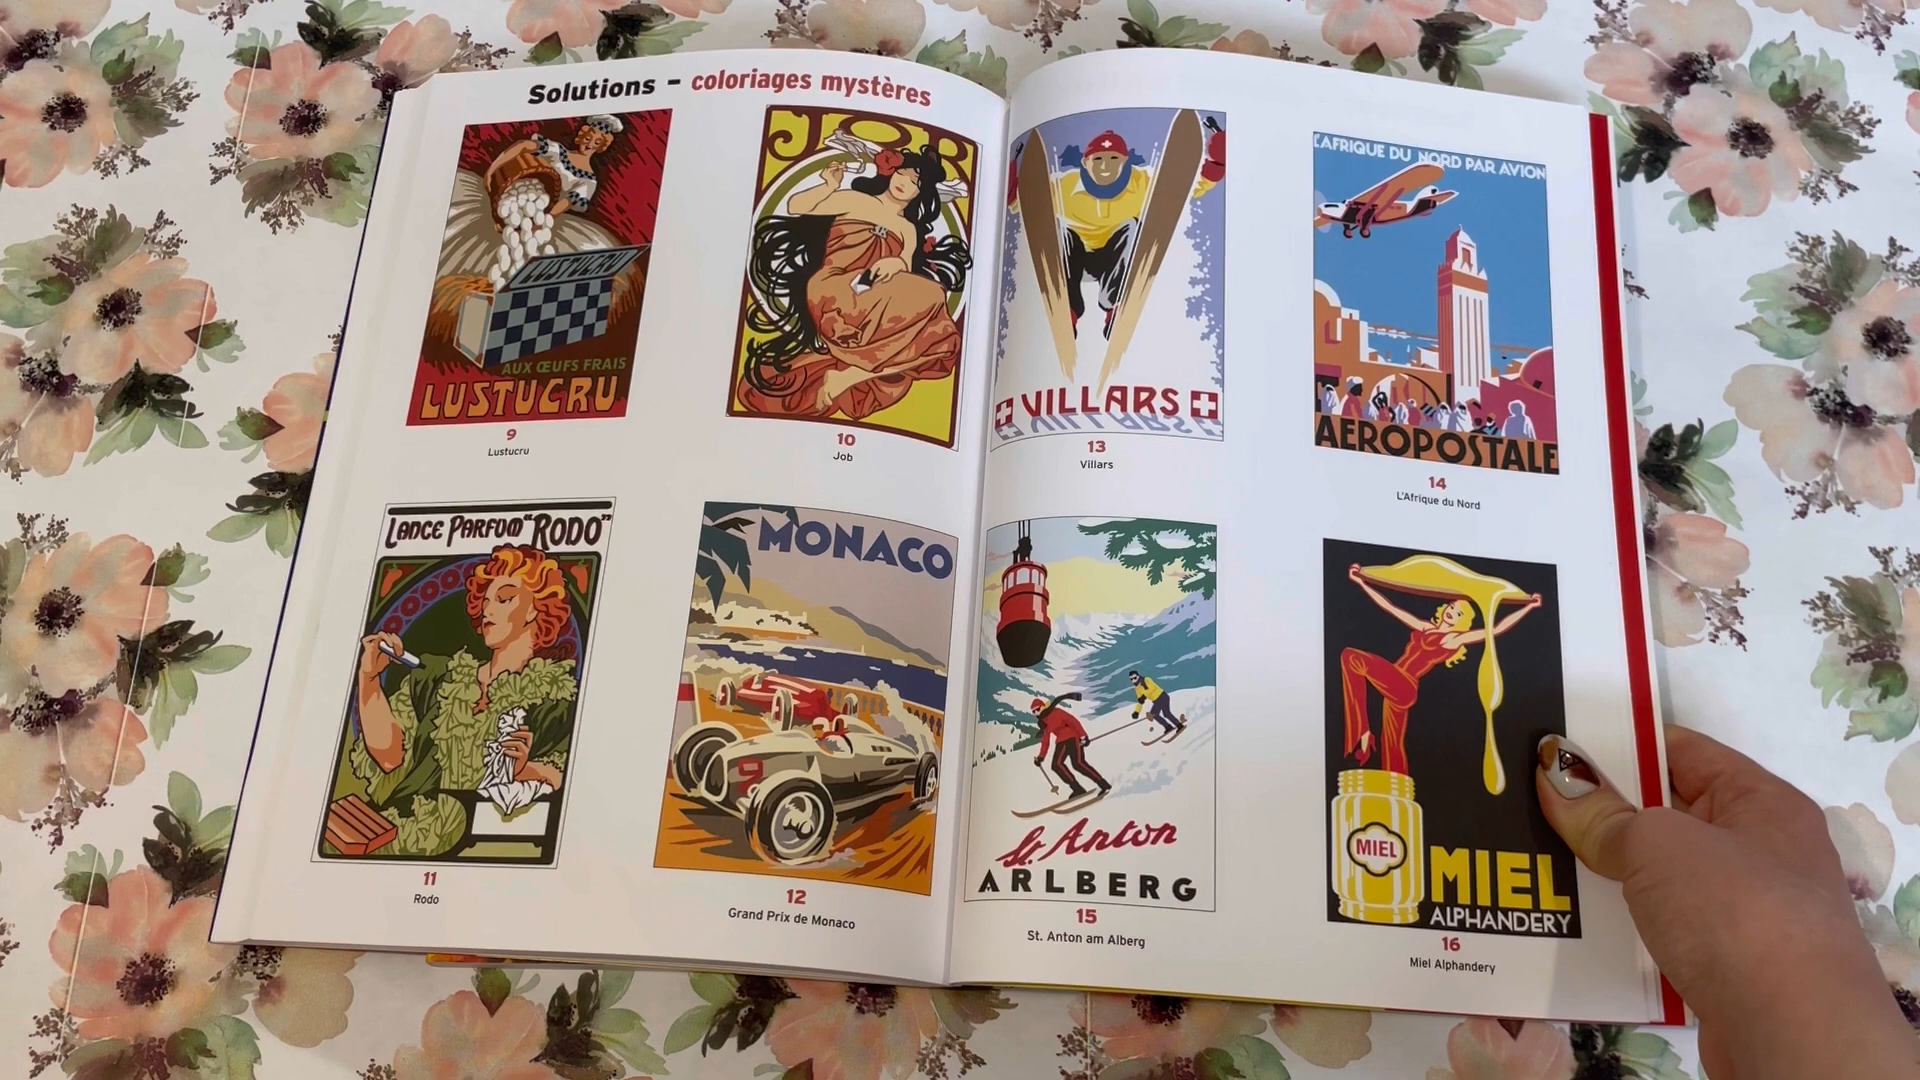 Solutions – coloriages mystères
LUSTUCRU
AUX ŒUFS FRAIS
LUSTUCRU
9
Lustucru
JOB
10
Job
LANCE PARFUM "RODO"
11
Rodo
MONACO
12
Grand Prix de Monaco
VILLARS
13
Villars
L'AFRIQUE DU NORD PAR AVION
AEROPOSTALE
14
L'Afrique du Nord
St. Anton
ARLBERG
15
St. Anton am Alberg
MIEL
MIEL
ALPHANDERY
16
Miel Alphandery